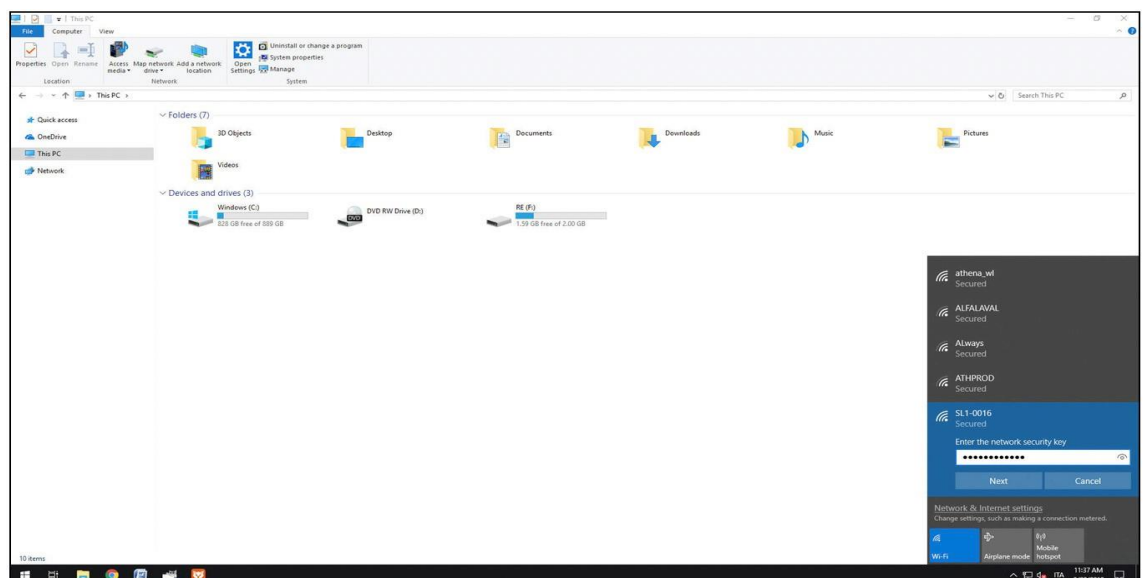 This PC
File Computer View
Properties Open Rename
Access media
Map network drive
Add a network location
Open Settings
Uninstall or change a program
System properties
Manage
Location Network System
This PC
Search This PC
Quick access
OneDrive
This PC
Network
Folders (7)
3D Objects
Desktop
Documents
Downloads
Music
Pictures
Videos
Devices and drives (3)
Windows (C:)
828 GB free of 889 GB
DVD RW Drive (D:)
DVD
RE (F:)
1.59 GB free of 2.00 GB
athena_wl
Secured
ALFALAVAL
Secured
ALways
Secured
ATHPROD
Secured
SL1-0016
Secured
Enter the network security key
••••••••••••
Next Cancel
Network & Internet settings
Change settings, such as making a connection metered.
Wi-Fi
Airplane mode
Mobile hotspot
10 items
ITA
11:37 AM